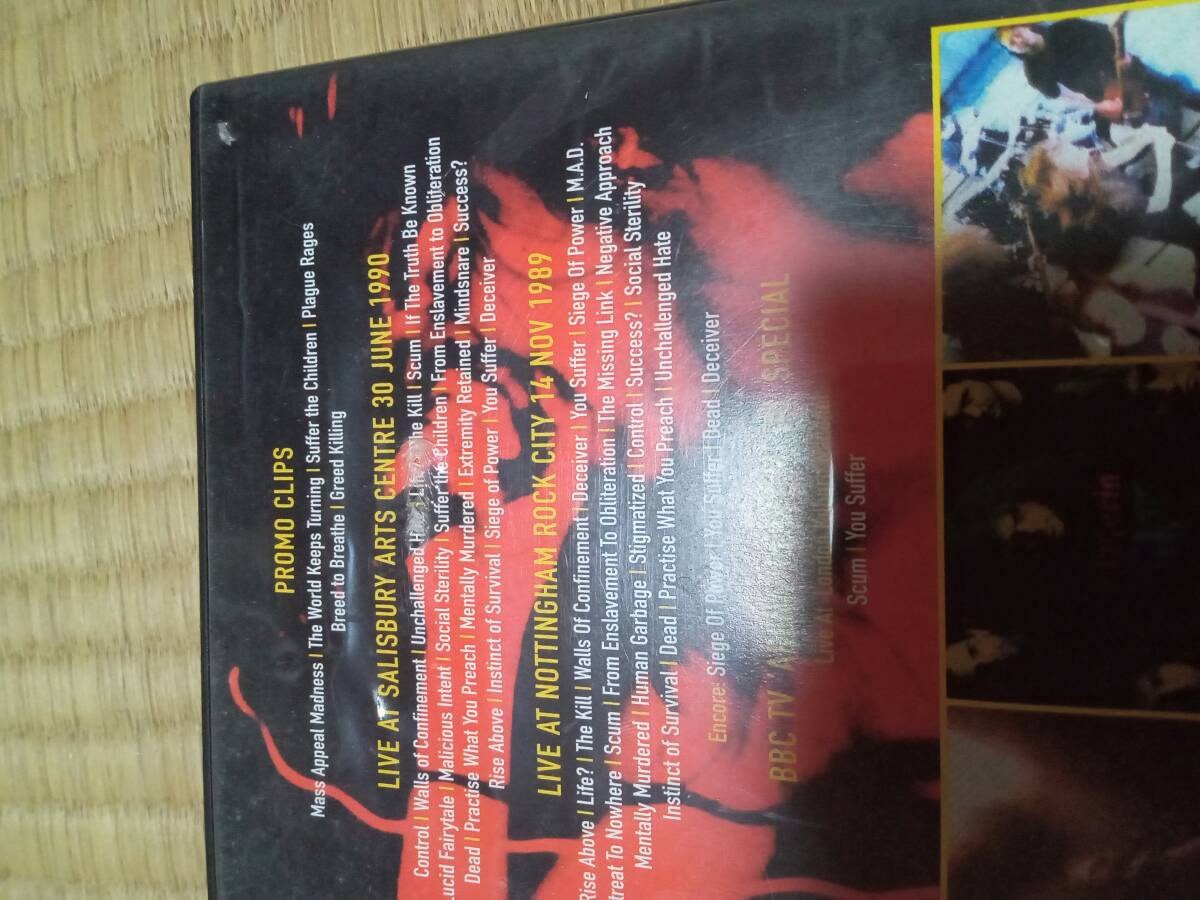 PROMO CLIPS
Mass Appeal Madness | The World Keeps Turning | Suffer the Children | Plague Rages
Breed to Breathe | Greed Killing
LIVE AT SALISBURY ARTS CENTRE 30 JUNE 1990
Control | Walls of Confinement | Unchallenged the Kill | Scum | If The Truth Be Known
Lucid Fairytale | Malicious Inteht | Social Sterility | Suffer the Children | From Enslavement to Obliteration
Dead | Practise What You Preach | Mentally Murdered | Extremity Retained | Mindsnare | Success?
Rise Above | Instinct of Survival | Siege of Power | You Suffer | Deceiver
LIVE AT NOTTINGHAM ROCK CITY 14 NOV 1989
Rise Above | Life? | The Kill | Walls Of Confinement | Deceiver | You Suffer | Siege Of Power | M.A.D.
treat To Nowhere | Scum | From Enslavement To Obliteration | The Missing Link | Negative Approach
Mentally Murdered | Human Garbage | Stigmatized | Control | Success? | Social Sterility
Instinct of Survival | Dead | Practise What You Preach | Unchallenged Hate
Encore: Siege Of Power | You Suffer | Dead | Deceiver
BBC TV SPECIAL
Live At London
Scum | You Suffer